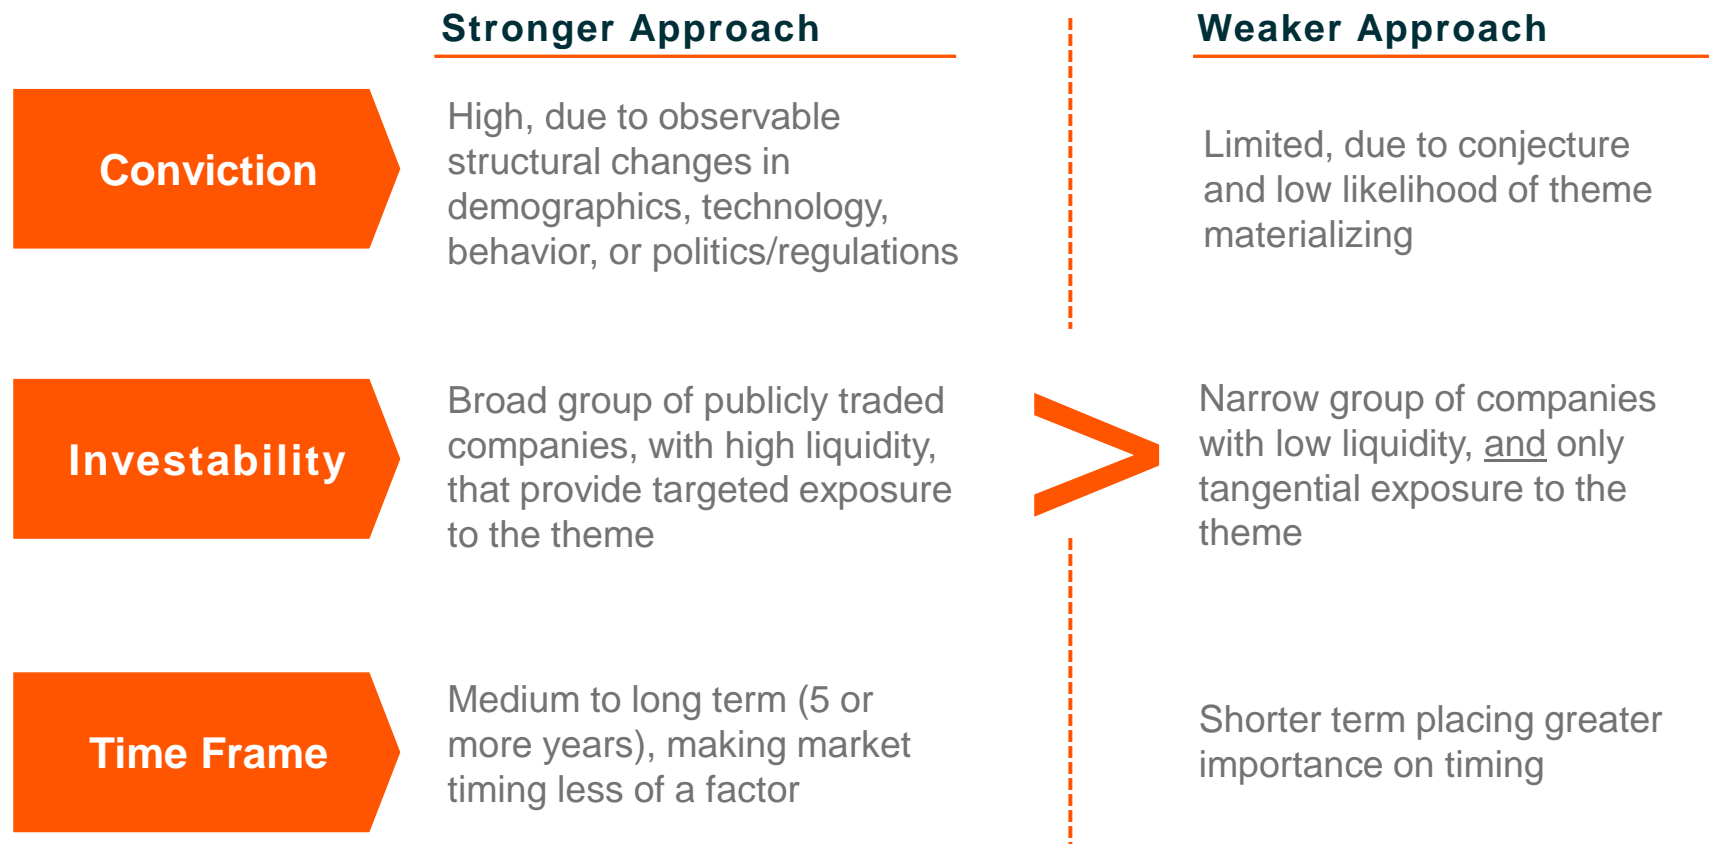 Stronger Approach
Weaker Approach
Conviction
High, due to observable
structural changes in
demographics, technology,
behavior, or politics/regulations
Limited, due to conjecture
and low likelihood of theme
materializing
Investability
Broad group of publicly traded
companies, with high liquidity,
that provide targeted exposure
to the theme
>
Narrow group of companies
with low liquidity, and only
tangential exposure to the
theme
Time Frame
Medium to long term (5 or
more years), making market
timing less of a factor
Shorter term placing greater
importance on timing